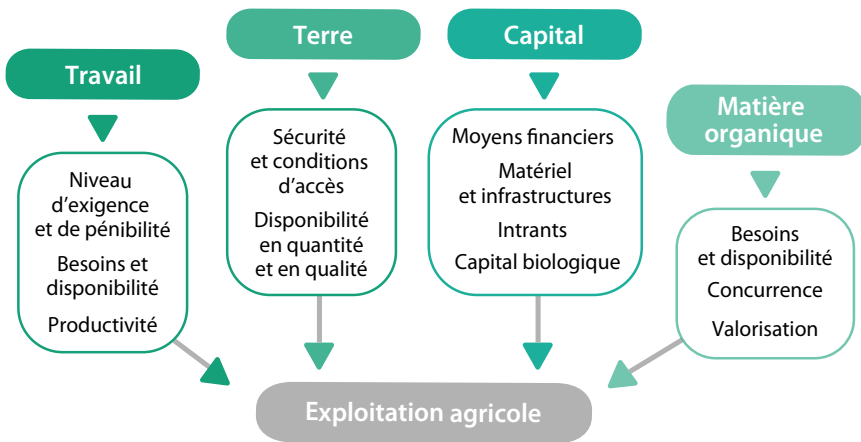 Travail
Niveau
d'exigence
et de pénibilité
Besoins et
disponibilité
Productivité
Terre
Sécurité
et conditions
d'accès
Disponibilité
en quantité
et en qualité
Capital
Moyens financiers
Matériel
et infrastructures
Intrants
Capital biologique
Matière
organique
Besoins
et disponibilité
Concurrence
Valorisation
Exploitation agricole